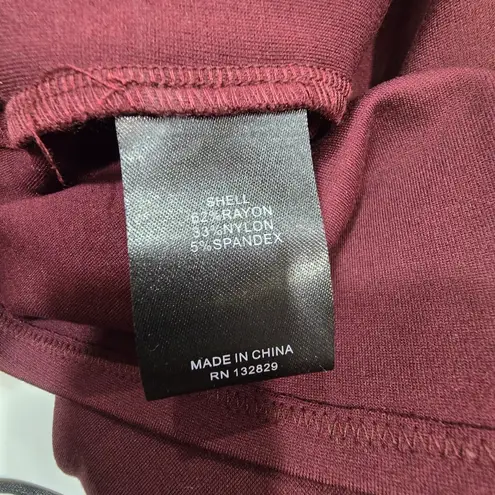 SHELL
62%RAYON
33%NYLON
5%SPANDEX
MADE IN CHINA
RN 132829